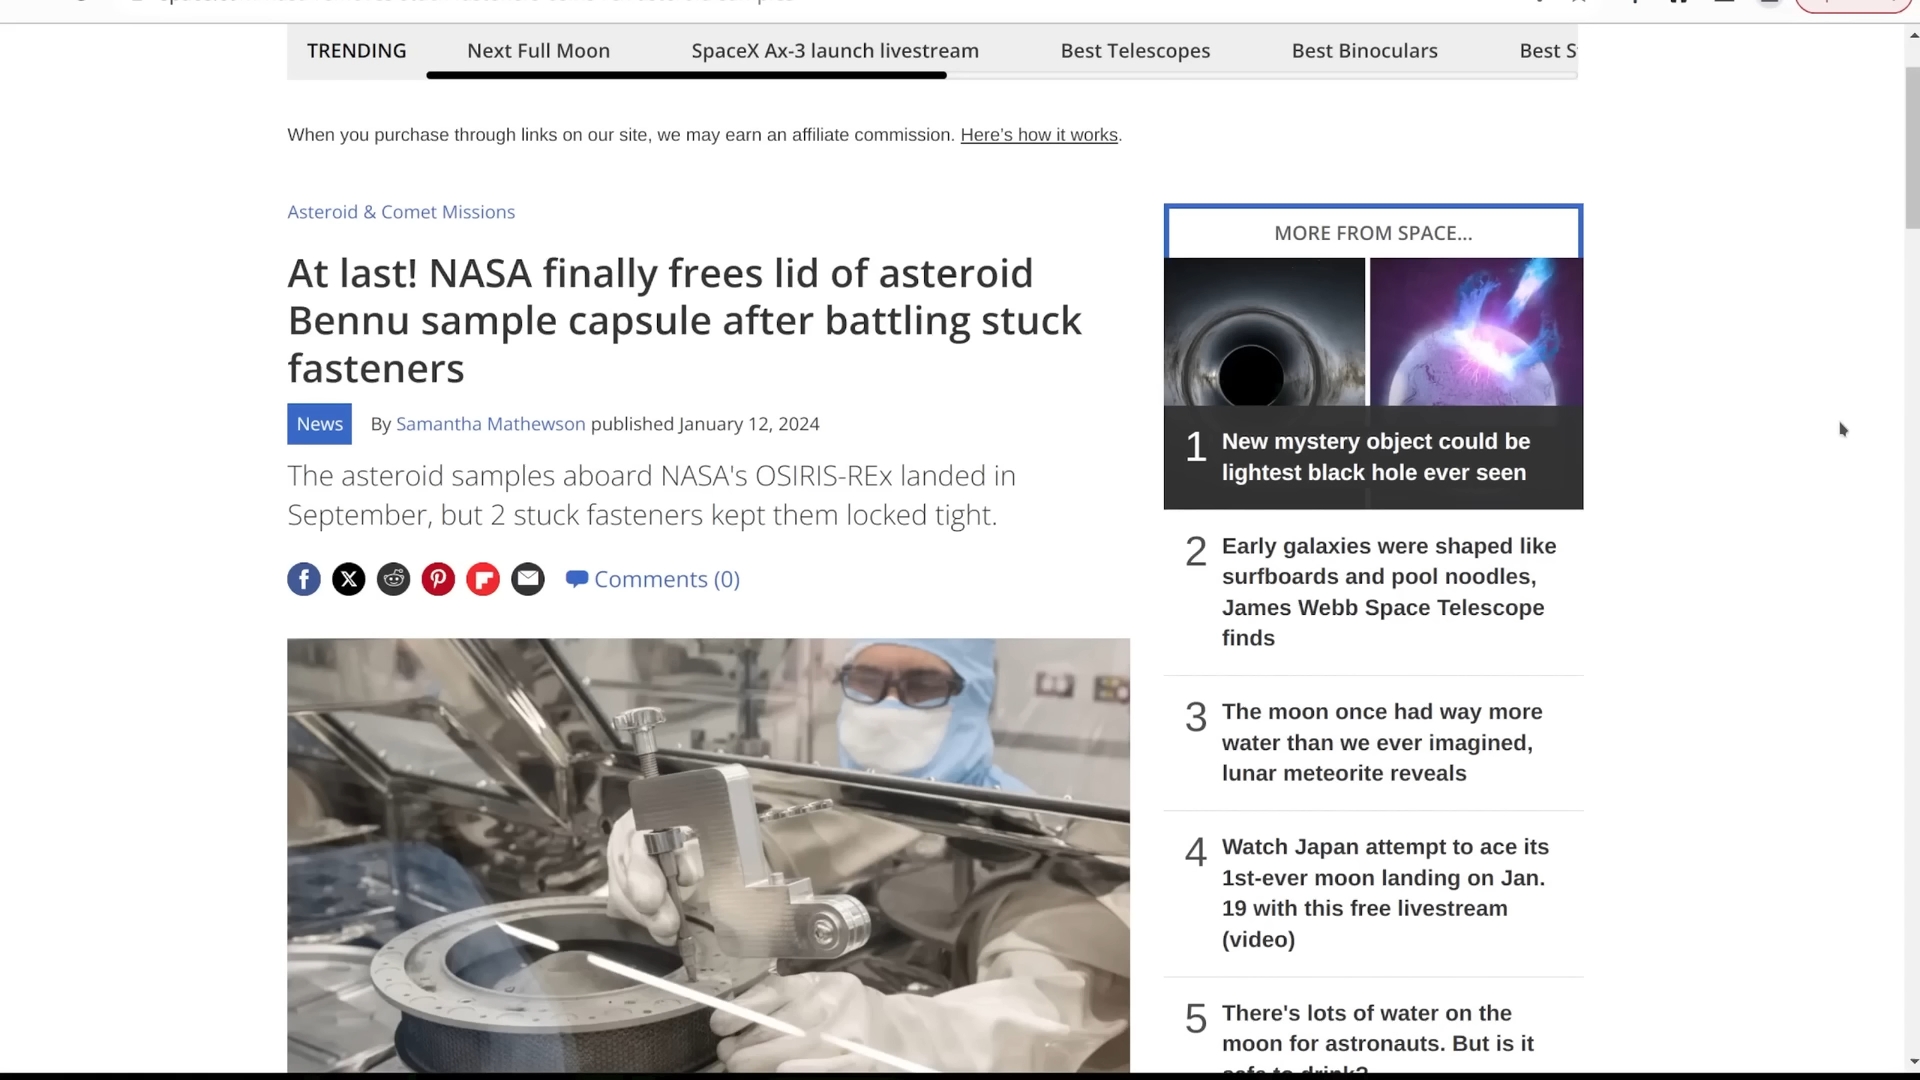 TRENDING Next Full Moon SpaceX Ax-3 launch livestream Best Telescopes Best Binoculars Best S
When you purchase through links on our site, we may earn an affiliate commission. Here's how it works.
Asteroid & Comet Missions
At last! NASA finally frees lid of asteroid
Bennu sample capsule after battling stuck
fasteners
News By Samantha Mathewson published January 12, 2024
The asteroid samples aboard NASA's OSIRIS-REx landed in
September, but 2 stuck fasteners kept them locked tight.
Comments (0)
MORE FROM SPACE...
1 New mystery object could be
lightest black hole ever seen
2 Early galaxies were shaped like
surfboards and pool noodles,
James Webb Space Telescope
finds
3 The moon once had way more
water than we ever imagined,
lunar meteorite reveals
4 Watch Japan attempt to ace its
1st-ever moon landing on Jan.
19 with this free livestream
(video)
5 There's lots of water on the
moon for astronauts. But is it
safe to drink?